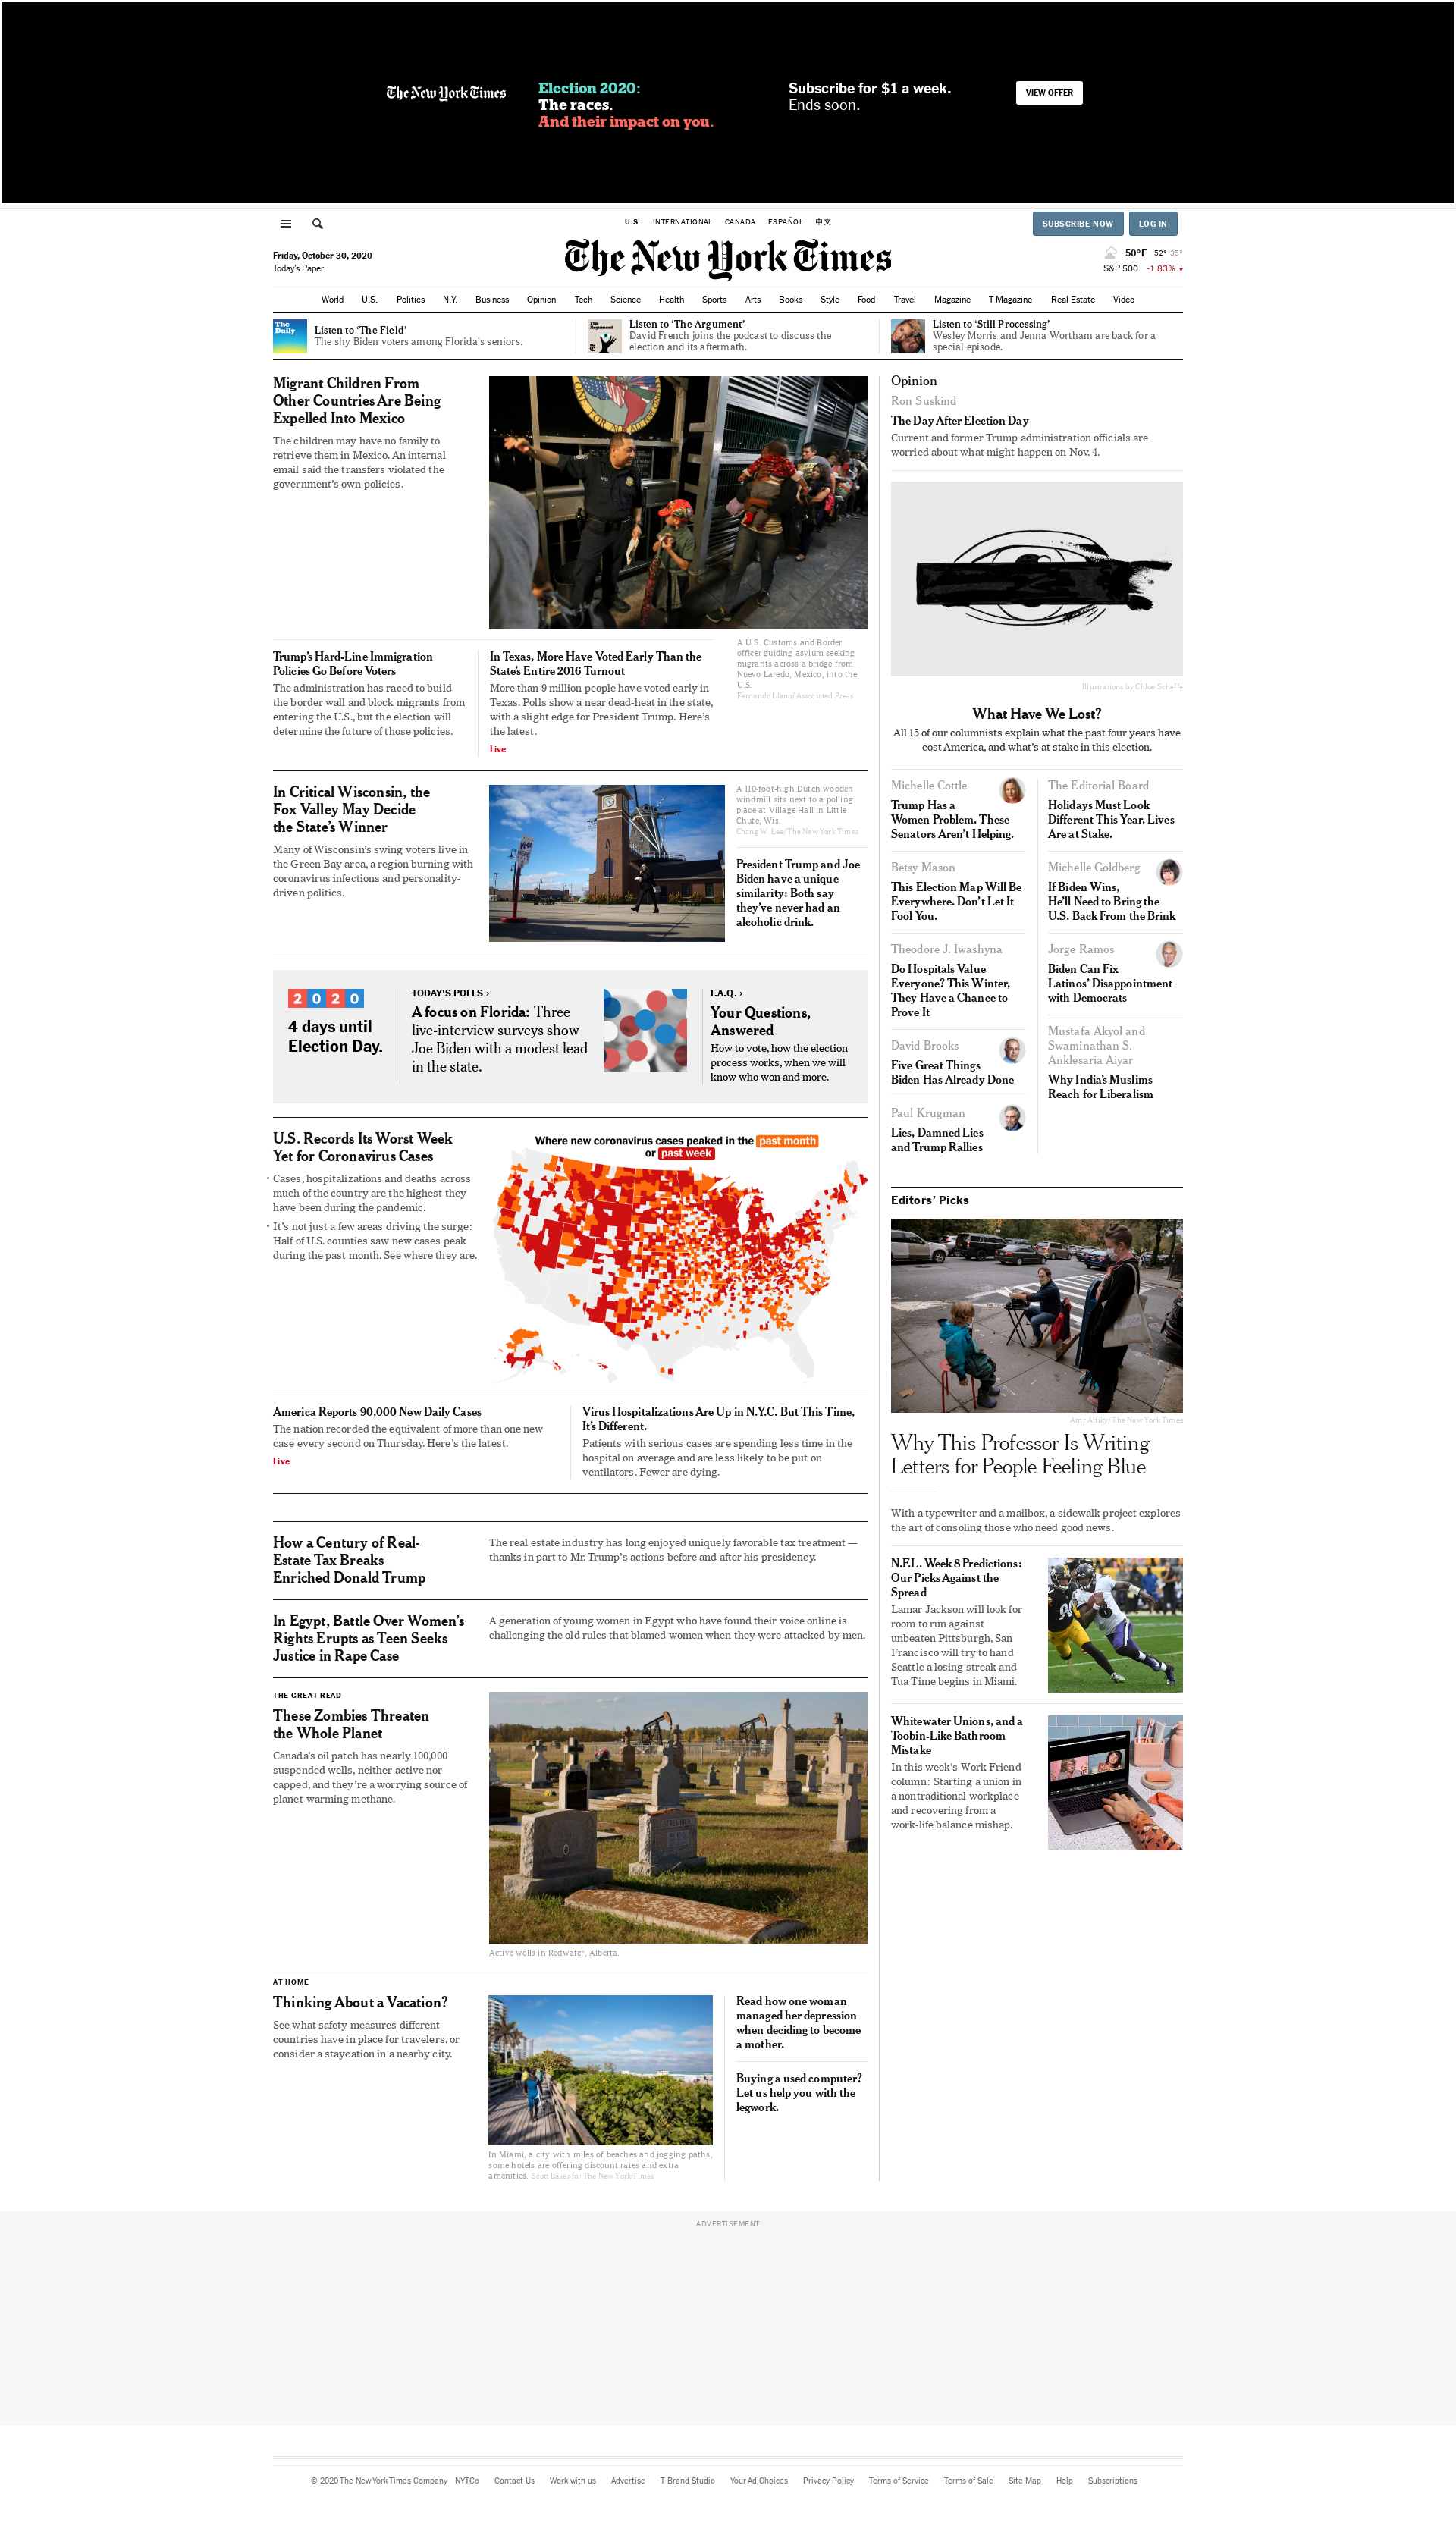 The New York Times
Election 2020:
The races.
And their impact on you.
Subscribe for $1 a week.
Ends soon.
VIEW OFFER
U.S. INTERNATIONAL CANADA ESPAÑOL 中文
SUBSCRIBE NOW LOG IN
The New York Times
Friday, October 30, 2020
Today's Paper
50°F 52° 35°
S&P 500 -1.83%
World U.S. Politics N.Y. Business Opinion Tech Science Health Sports Arts Books Style Food Travel Magazine T Magazine Real Estate Video
The
Daily
Listen to ‘The Field’
The shy Biden voters among Florida’s seniors.
The
Argument
Listen to ‘The Argument’
David French joins the podcast to discuss the
election and its aftermath.
Listen to ‘Still Processing’
Wesley Morris and Jenna Wortham are back for a
special episode.
Migrant Children From
Other Countries Are Being
Expelled Into Mexico
The children may have no family to
retrieve them in Mexico. An internal
email said the transfers violated the
government’s own policies.
A U.S. Customs and Border
officer guiding asylum-seeking
migrants across a bridge from
Nuevo Laredo, Mexico, into the
U.S.
Fernando Llano/Associated Press
Trump’s Hard-Line Immigration
Policies Go Before Voters
The administration has raced to build
the border wall and block migrants from
entering the U.S., but the election will
determine the future of those policies.
In Texas, More Have Voted Early Than the
State’s Entire 2016 Turnout
More than 9 million people have voted early in
Texas. Polls show a near dead-heat in the state,
with a slight edge for President Trump. Here’s
the latest.
Live
In Critical Wisconsin, the
Fox Valley May Decide
the State’s Winner
Many of Wisconsin’s swing voters live in
the Green Bay area, a region burning with
coronavirus infections and personality-
driven politics.
A 110-foot-high Dutch wooden
windmill sits next to a polling
place at Village Hall in Little
Chute, Wis.
Chang W. Lee/The New York Times
President Trump and Joe
Biden have a unique
similarity: Both say
they’ve never had an
alcoholic drink.
2020
4 days until
Election Day.
TODAY’S POLLS ›
A focus on Florida: Three
live-interview surveys show
Joe Biden with a modest lead
in the state.
F.A.Q. ›
Your Questions,
Answered
How to vote, how the election
process works, when we will
know who won and more.
U.S. Records Its Worst Week
Yet for Coronavirus Cases
• Cases, hospitalizations and deaths across
much of the country are the highest they
have been during the pandemic.
• It’s not just a few areas driving the surge:
Half of U.S. counties saw new cases peak
during the past month. See where they are.
Where new coronavirus cases peaked in the past month
or past week
America Reports 90,000 New Daily Cases
The nation recorded the equivalent of more than one new
case every second on Thursday. Here’s the latest.
Live
Virus Hospitalizations Are Up in N.Y.C. But This Time,
It’s Different.
Patients with serious cases are spending less time in the
hospital on average and are less likely to be put on
ventilators. Fewer are dying.
How a Century of Real-
Estate Tax Breaks
Enriched Donald Trump
The real estate industry has long enjoyed uniquely favorable tax treatment —
thanks in part to Mr. Trump’s actions before and after his presidency.
In Egypt, Battle Over Women’s
Rights Erupts as Teen Seeks
Justice in Rape Case
A generation of young women in Egypt who have found their voice online is
challenging the old rules that blamed women when they were attacked by men.
THE GREAT READ
These Zombies Threaten
the Whole Planet
Canada’s oil patch has nearly 100,000
suspended wells, neither active nor
capped, and they’re a worrying source of
planet-warming methane.
Active wells in Redwater, Alberta.
AT HOME
Thinking About a Vacation?
See what safety measures different
countries have in place for travelers, or
consider a staycation in a nearby city.
In Miami, a city with miles of beaches and jogging paths,
some hotels are offering discount rates and extra
amenities. Scott Baker for The New York Times
Read how one woman
managed her depression
when deciding to become
a mother.
Buying a used computer?
Let us help you with the
legwork.
Opinion
Ron Suskind
The Day After Election Day
Current and former Trump administration officials are
worried about what might happen on Nov. 4.
Illustrations by Chloe Scheffe
What Have We Lost?
All 15 of our columnists explain what the past four years have
cost America, and what’s at stake in this election.
Michelle Cottle
Trump Has a
Women Problem. These
Senators Aren’t Helping.
Betsy Mason
This Election Map Will Be
Everywhere. Don’t Let It
Fool You.
Theodore J. Iwashyna
Do Hospitals Value
Everyone? This Winter,
They Have a Chance to
Prove It
David Brooks
Five Great Things
Biden Has Already Done
Paul Krugman
Lies, Damned Lies
and Trump Rallies
The Editorial Board
Holidays Must Look
Different This Year. Lives
Are at Stake.
Michelle Goldberg
If Biden Wins,
He’ll Need to Bring the
U.S. Back From the Brink
Jorge Ramos
Biden Can Fix
Latinos’ Disappointment
with Democrats
Mustafa Akyol and
Swaminathan S.
Anklesaria Aiyar
Why India’s Muslims
Reach for Liberalism
Editors’ Picks
Amr Alfiky/The New York Times
Why This Professor Is Writing
Letters for People Feeling Blue
With a typewriter and a mailbox, a sidewalk project explores
the art of consoling those who need good news.
N.F.L. Week 8 Predictions:
Our Picks Against the
Spread
Lamar Jackson will look for
room to run against
unbeaten Pittsburgh, San
Francisco will try to hand
Seattle a losing streak and
Tua Time begins in Miami.
Whitewater Unions, and a
Toobin-Like Bathroom
Mistake
In this week’s Work Friend
column: Starting a union in
a nontraditional workplace
and recovering from a
work-life balance mishap.
ADVERTISEMENT
© 2020 The New York Times Company NYTCo Contact Us Work with us Advertise T Brand Studio Your Ad Choices Privacy Policy Terms of Service Terms of Sale Site Map Help Subscriptions